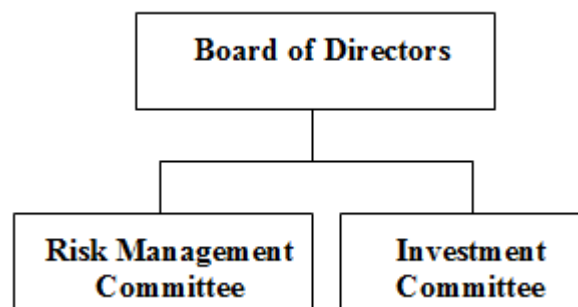 Board of Directors
Risk Management
Committee
Investment
Committee